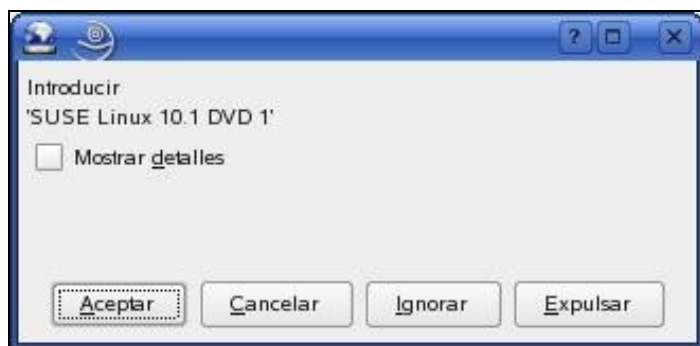 Introducir
'SUSE Linux 10.1 DVD 1'
Mostrar detalles
Aceptar Cancelar Ignorar Expulsar